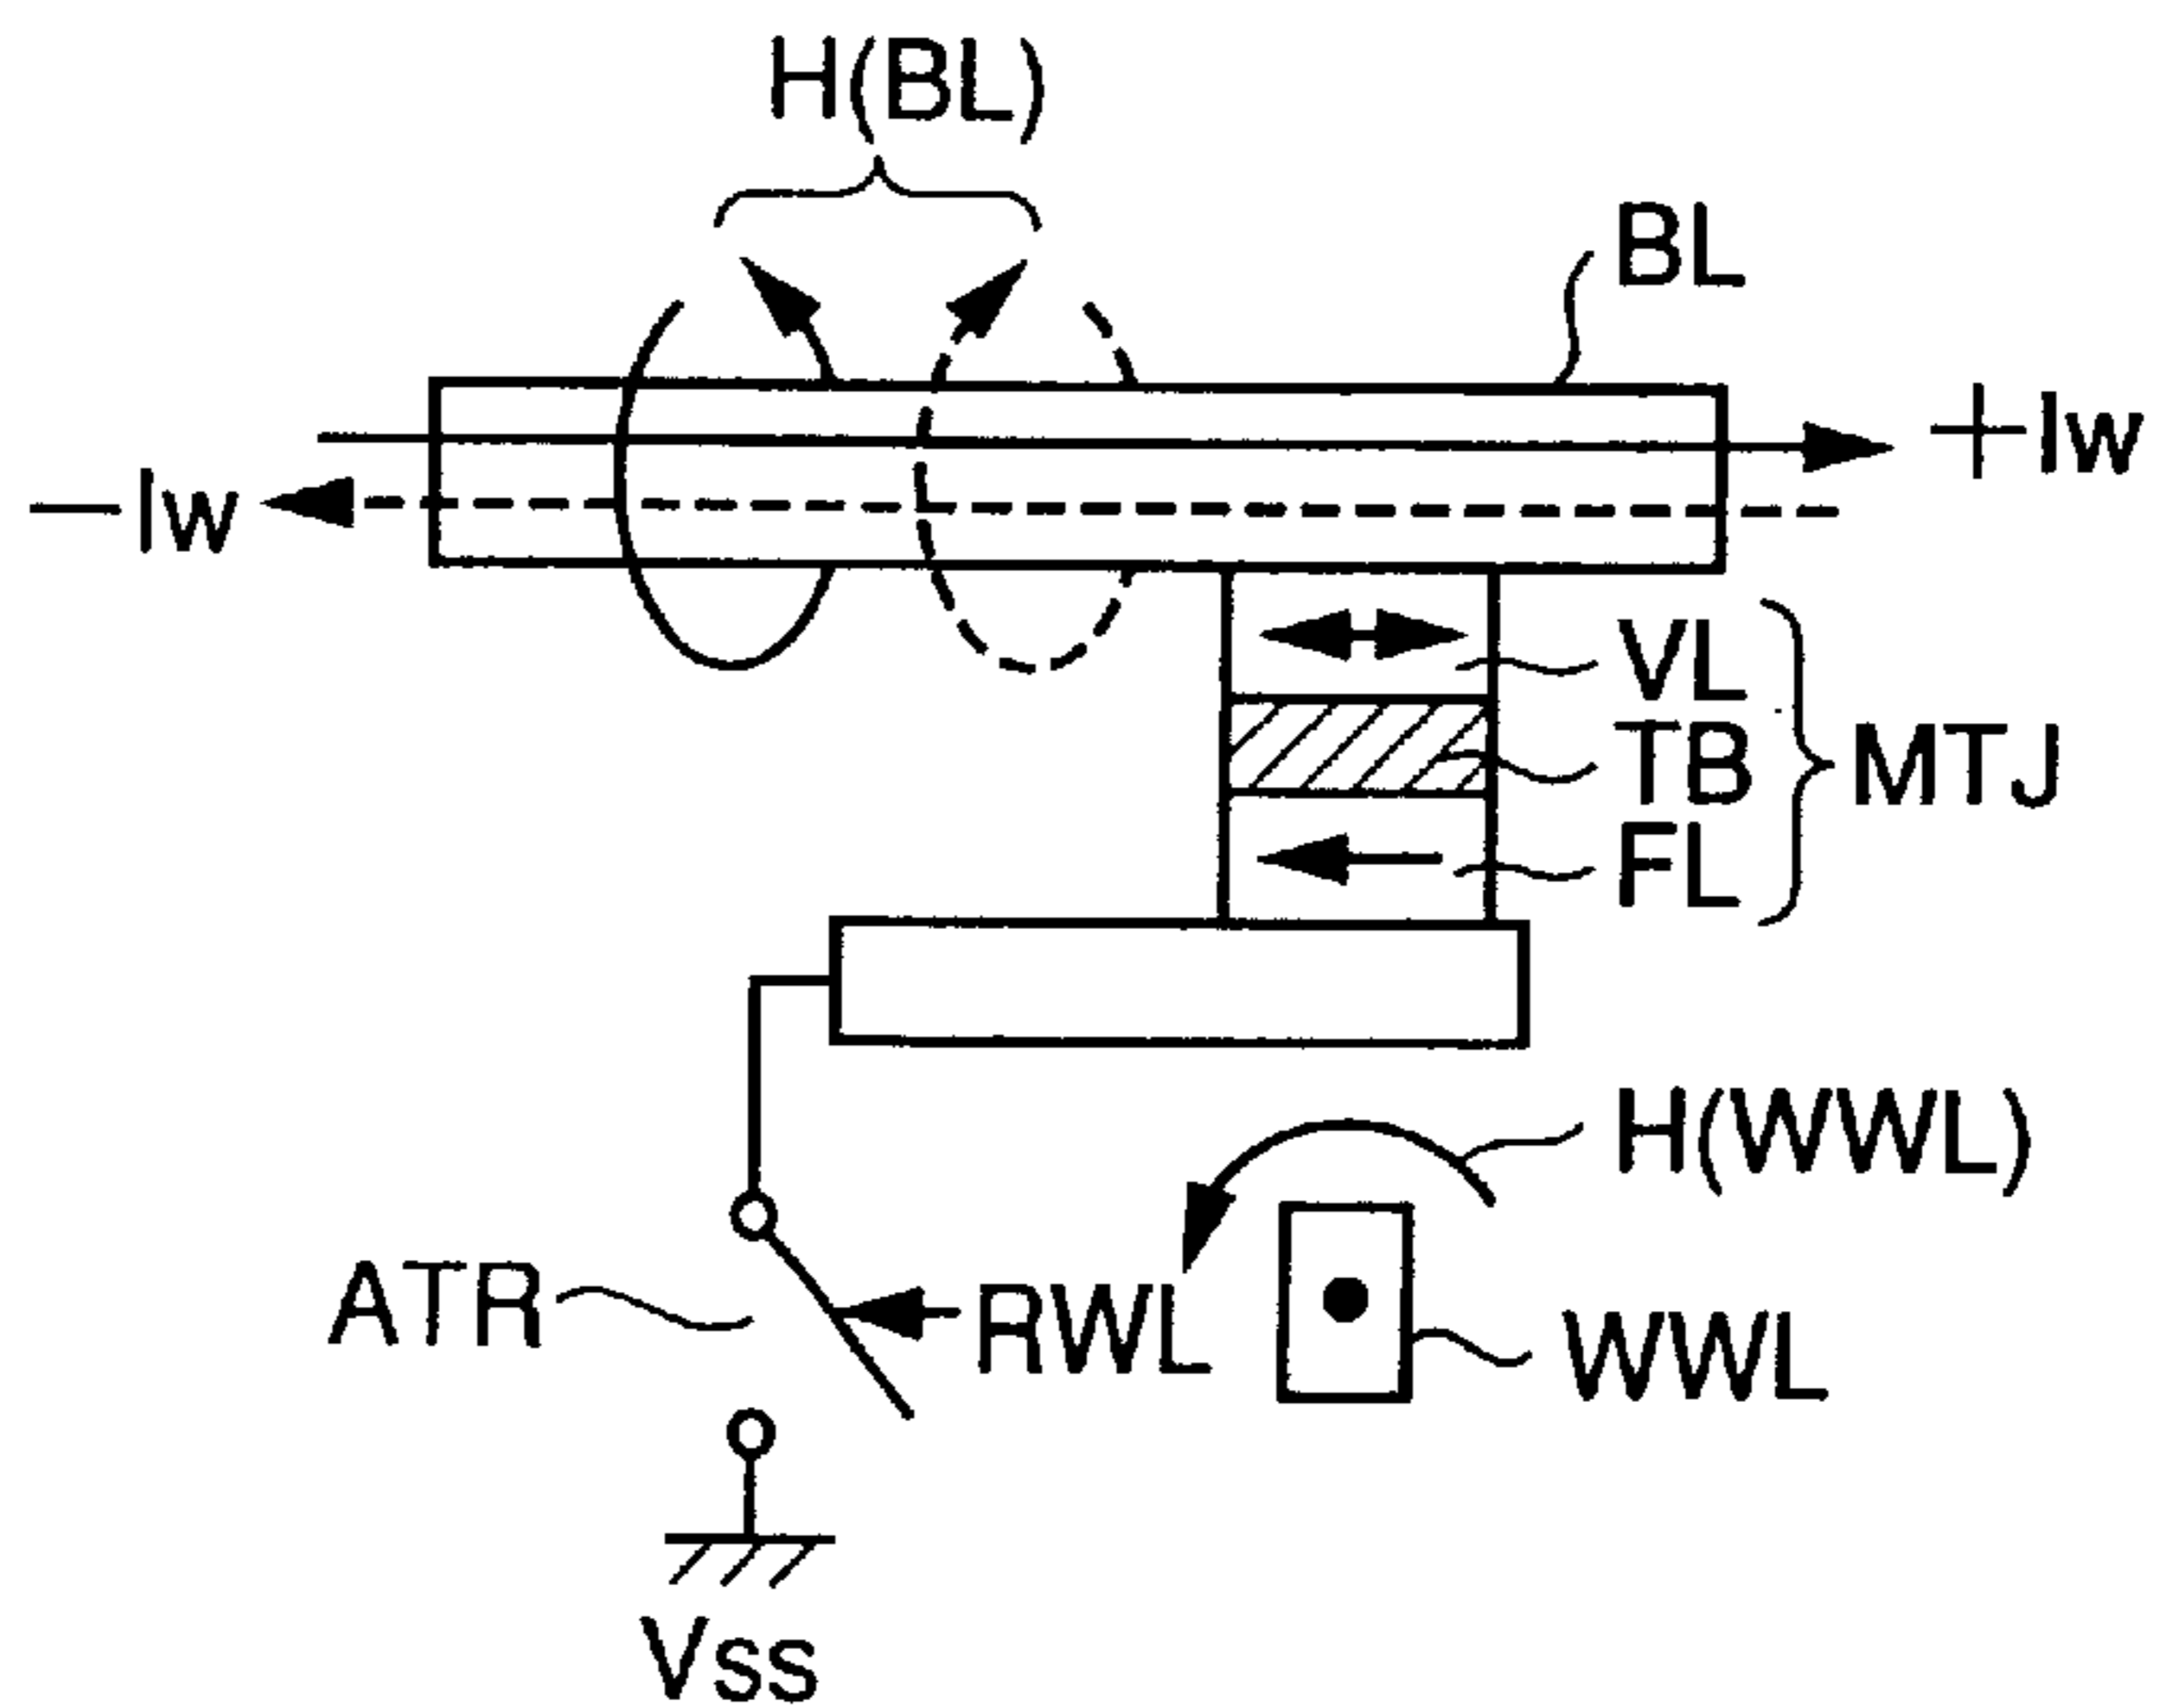 H(BL)
BL
+Iw
-Iw
VL
TB
MTJ
FL
H(WWL)
ATR
RWL
WWL
Vss